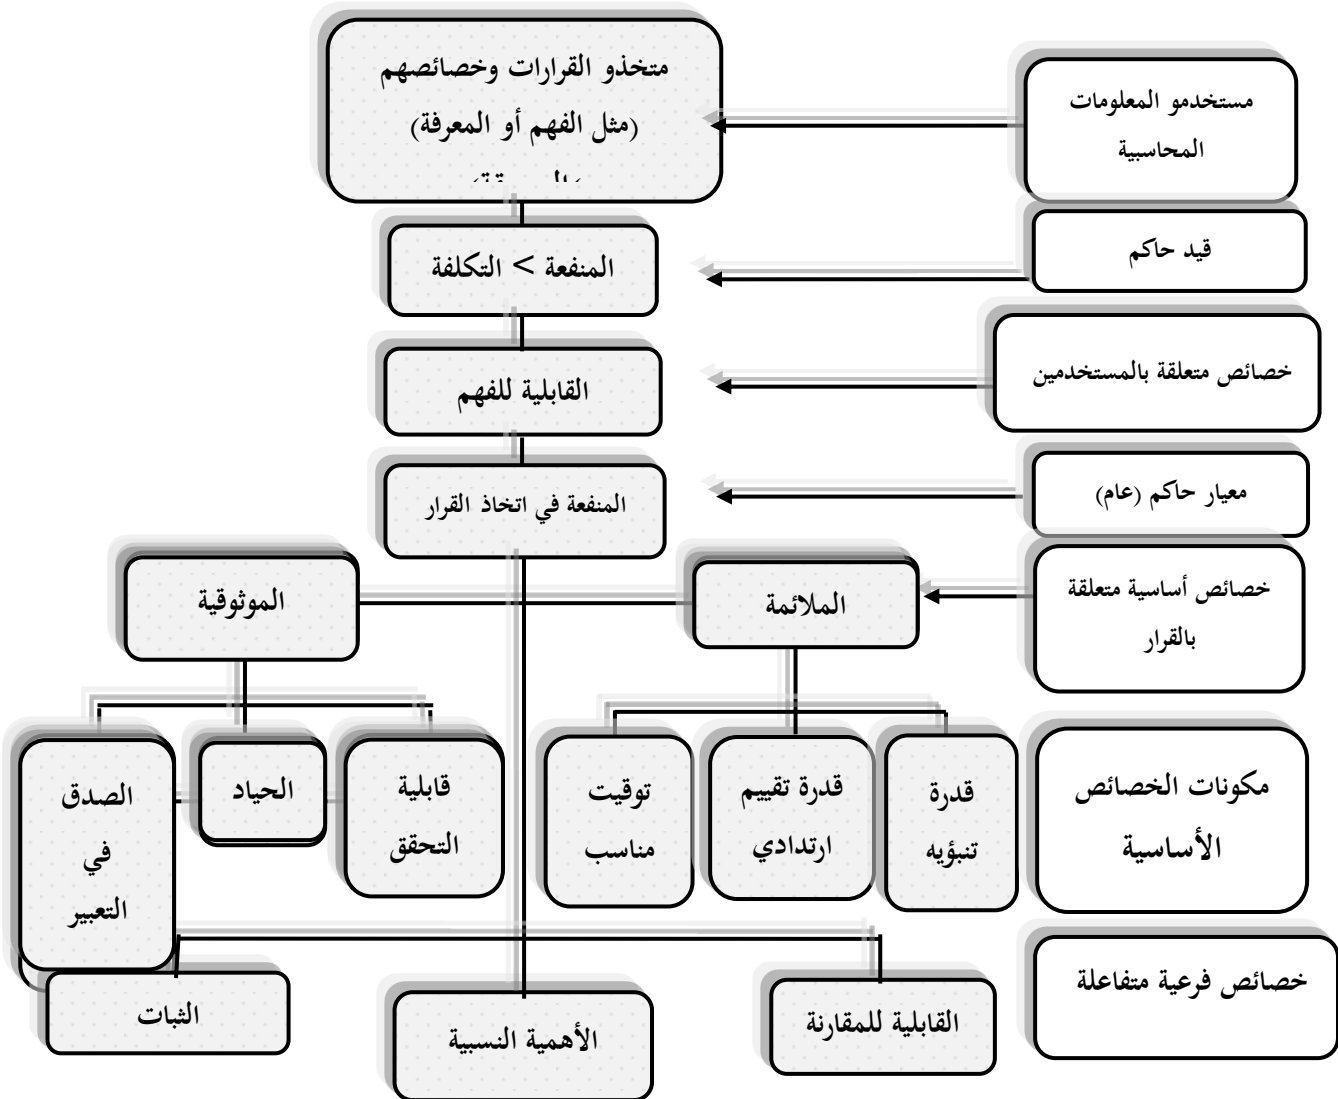 متخذو القرارات وخصائصهم
(مثل الفهم أو المعرفة)
مستخدمو المعلومات
المحاسبية
المنفعة > التكلفة
قيد حاكم
القابلية للفهم
خصائص متعلقة بالمستخدمين
المنفعة في اتخاذ القرار
معيار حاكم (عام)
خصائص أساسية متعلقة
بالقرار
الملائمة
الموثوقية
مكونات الخصائص
الأساسية
قدرة
تنبؤيه
قدرة تقييم
ارتدادي
توقيت
مناسب
قابلية
التحقق
الحياد
الصدق
في
التعبير
خصائص فرعية متفاعلة
القابلية للمقارنة
الأهمية النسبية
الثبات